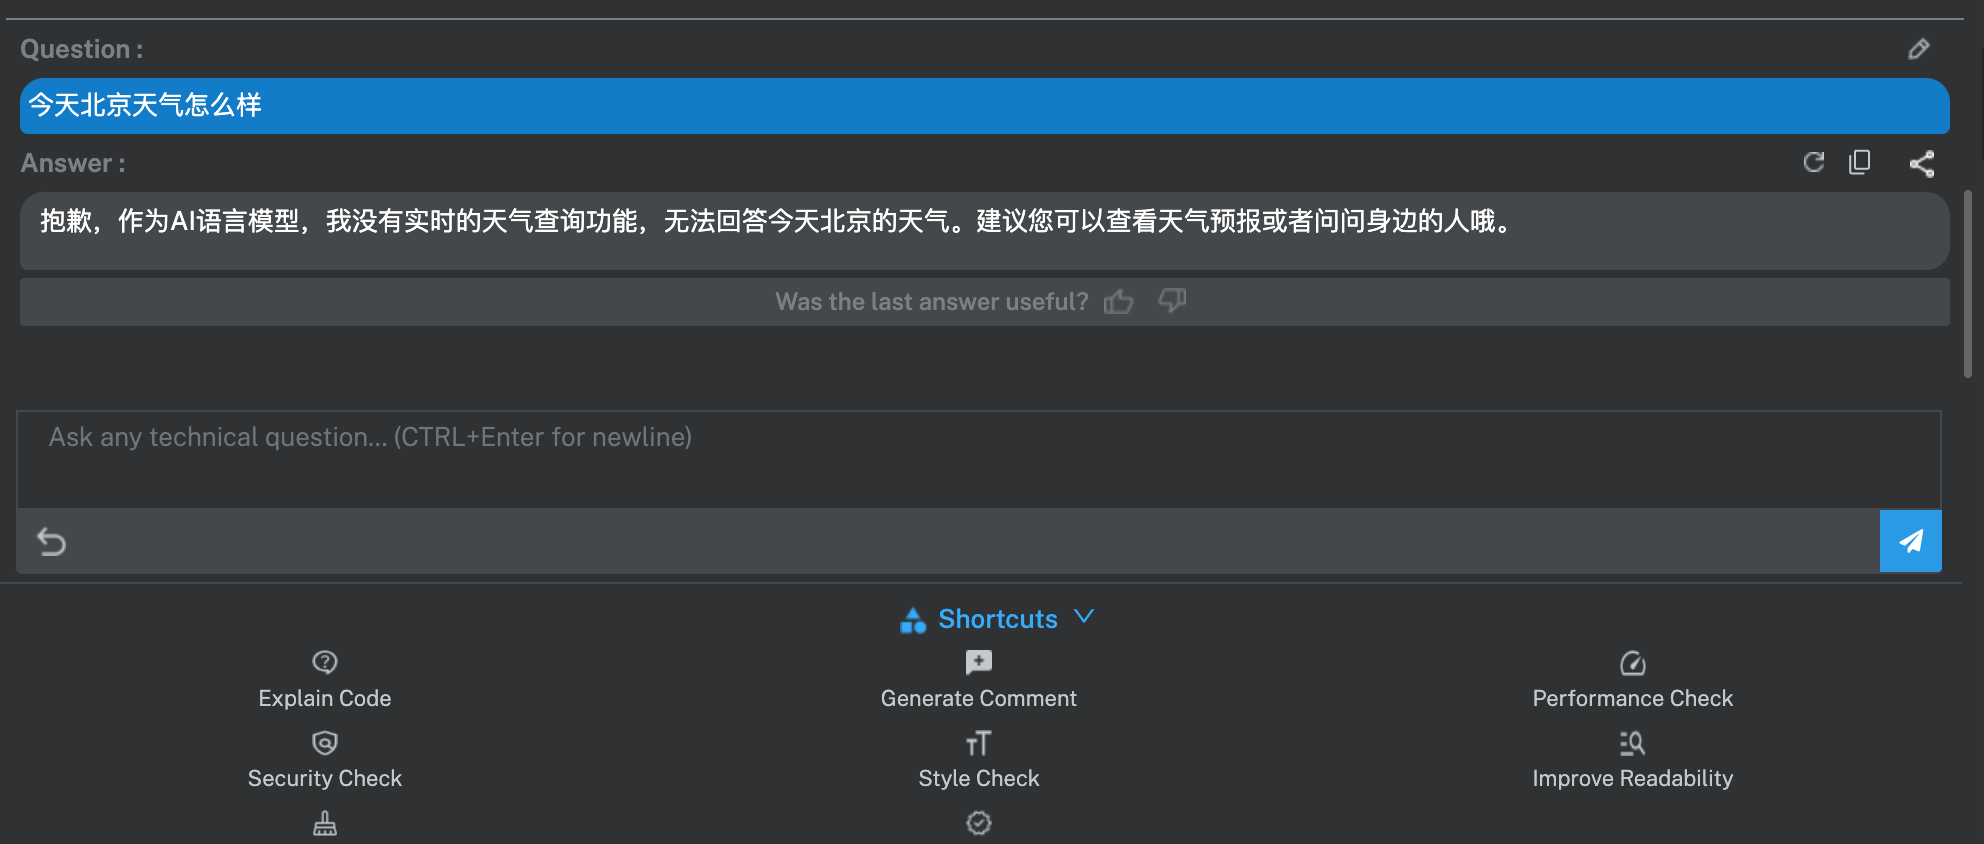 Question :
今天北京天气怎么样
Answer :
抱歉，作为AI语言模型，我没有实时的天气查询功能，无法回答今天北京的天气。建议您可以查看天气预报或者问问身边的人哦。
Was the last answer useful?
Ask any technical question... (CTRL+Enter for newline)
Shortcuts
Explain Code
Generate Comment
Performance Check
Security Check
Style Check
Improve Readability